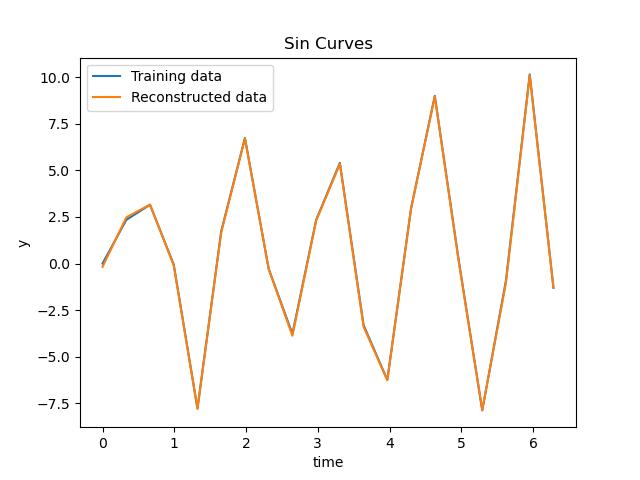 Sin Curves
Training data
Reconstructed data
10.0
7.5
5.0
2.5
0.0
−2.5
−5.0
−7.5
y
0 1 2 3 4 5 6
time